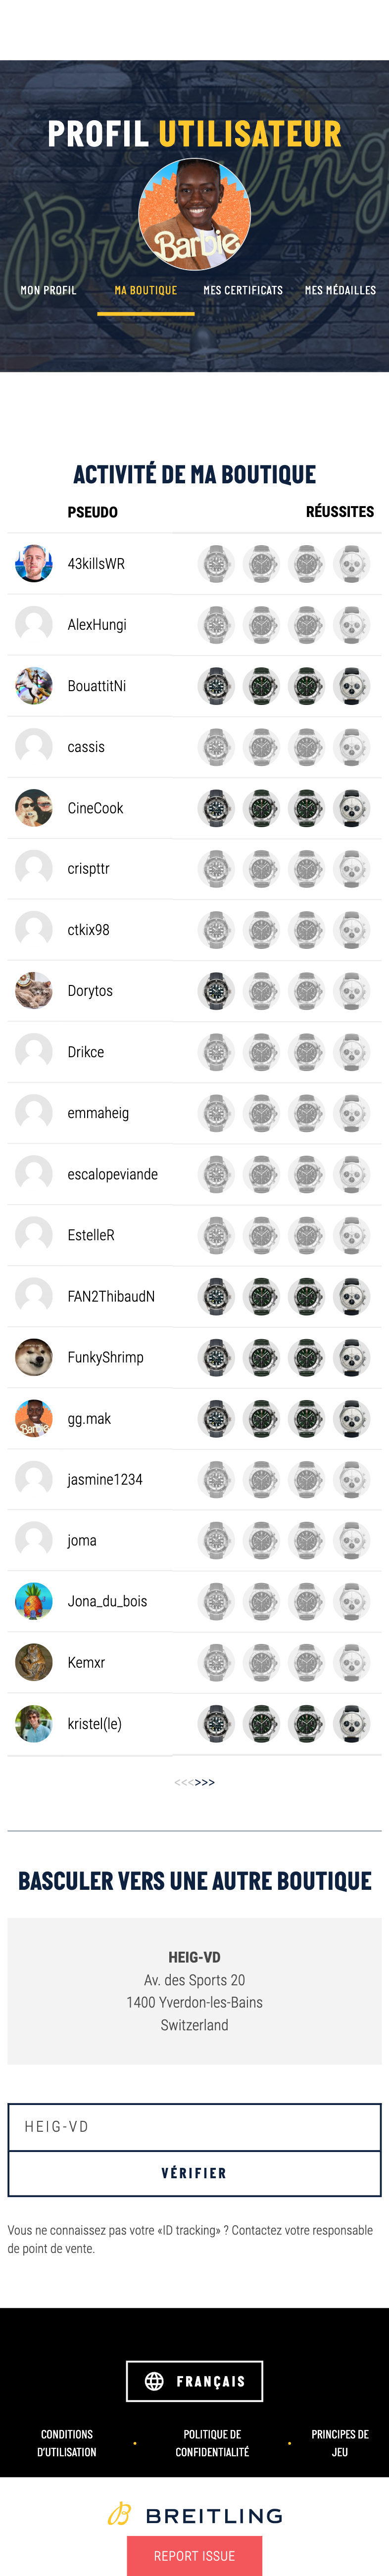 PROFIL UTILISATEUR
Barbie
MON PROFIL MA BOUTIQUE MES CERTIFICATS MES MÉDAILLES
ACTIVITÉ DE MA BOUTIQUE
PSEUDO RÉUSSITES
43killsWR
AlexHungi
BouattitNi
cassis
CineCook
crispttr
ctkix98
Dorytos
Drikce
emmaheig
escalopeviande
EstelleR
FAN2ThibaudN
FunkyShrimp
Barbie
gg.mak
jasmine1234
joma
Jona_du_bois
Kemxr
kristel(le)
<<<>>>
BASCULER VERS UNE AUTRE BOUTIQUE
HEIG-VD
Av. des Sports 20
1400 Yverdon-les-Bains
Switzerland
HEIG-VD
VÉRIFIER
Vous ne connaissez pas votre «ID tracking» ? Contactez votre responsable
de point de vente.
FRANÇAIS
CONDITIONS
D'UTILISATION
•
POLITIQUE DE
CONFIDENTIALITÉ
•
PRINCIPES DE
JEU
B BREITLING
REPORT ISSUE